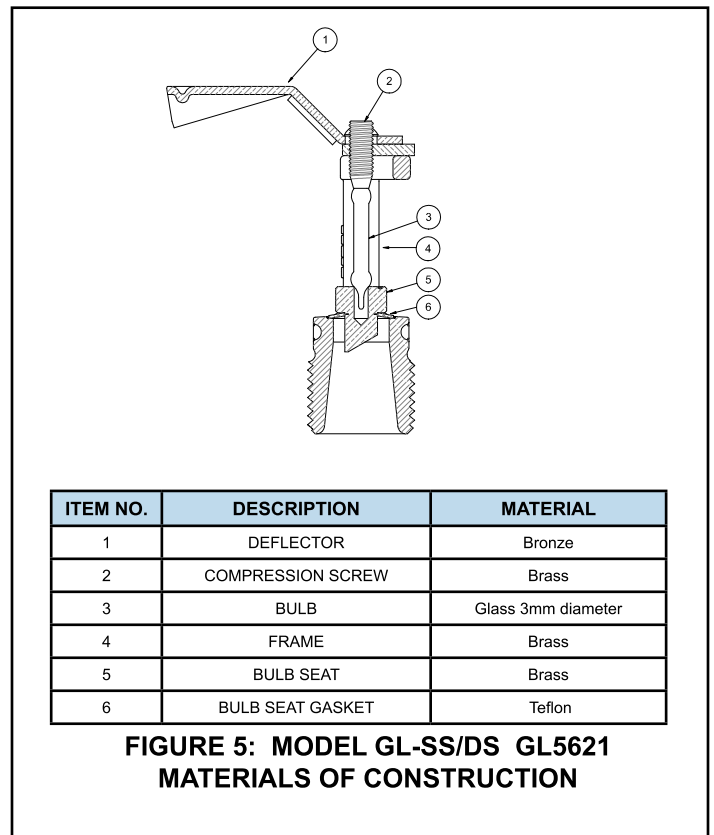 1
2
3
4
5
6
ITEM NO. DESCRIPTION MATERIAL
1 DEFLECTOR Bronze
2 COMPRESSION SCREW Brass
3 BULB Glass 3mm diameter
4 FRAME Brass
5 BULB SEAT Brass
6 BULB SEAT GASKET Teflon
FIGURE 5: MODEL GL-SS/DS GL5621
MATERIALS OF CONSTRUCTION